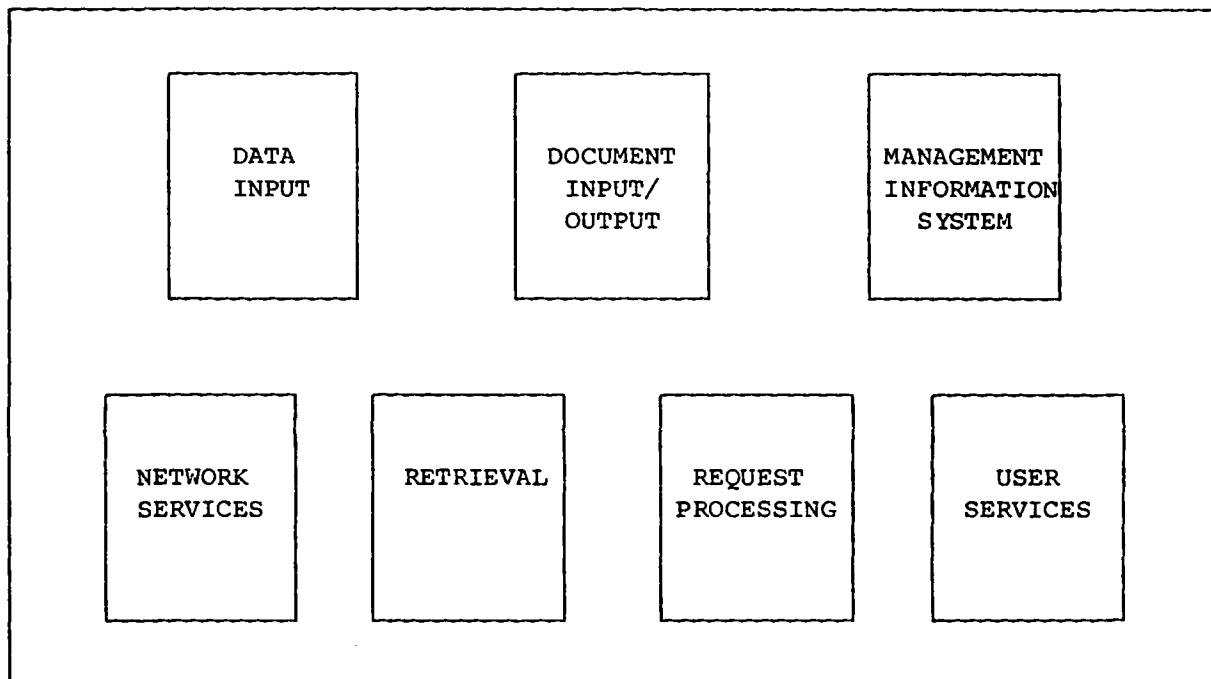 DATA
INPUT
DOCUMENT
INPUT/
OUTPUT
MANAGEMENT
INFORMATION
SYSTEM
NETWORK
SERVICES
RETRIEVAL
REQUEST
PROCESSING
USER
SERVICES